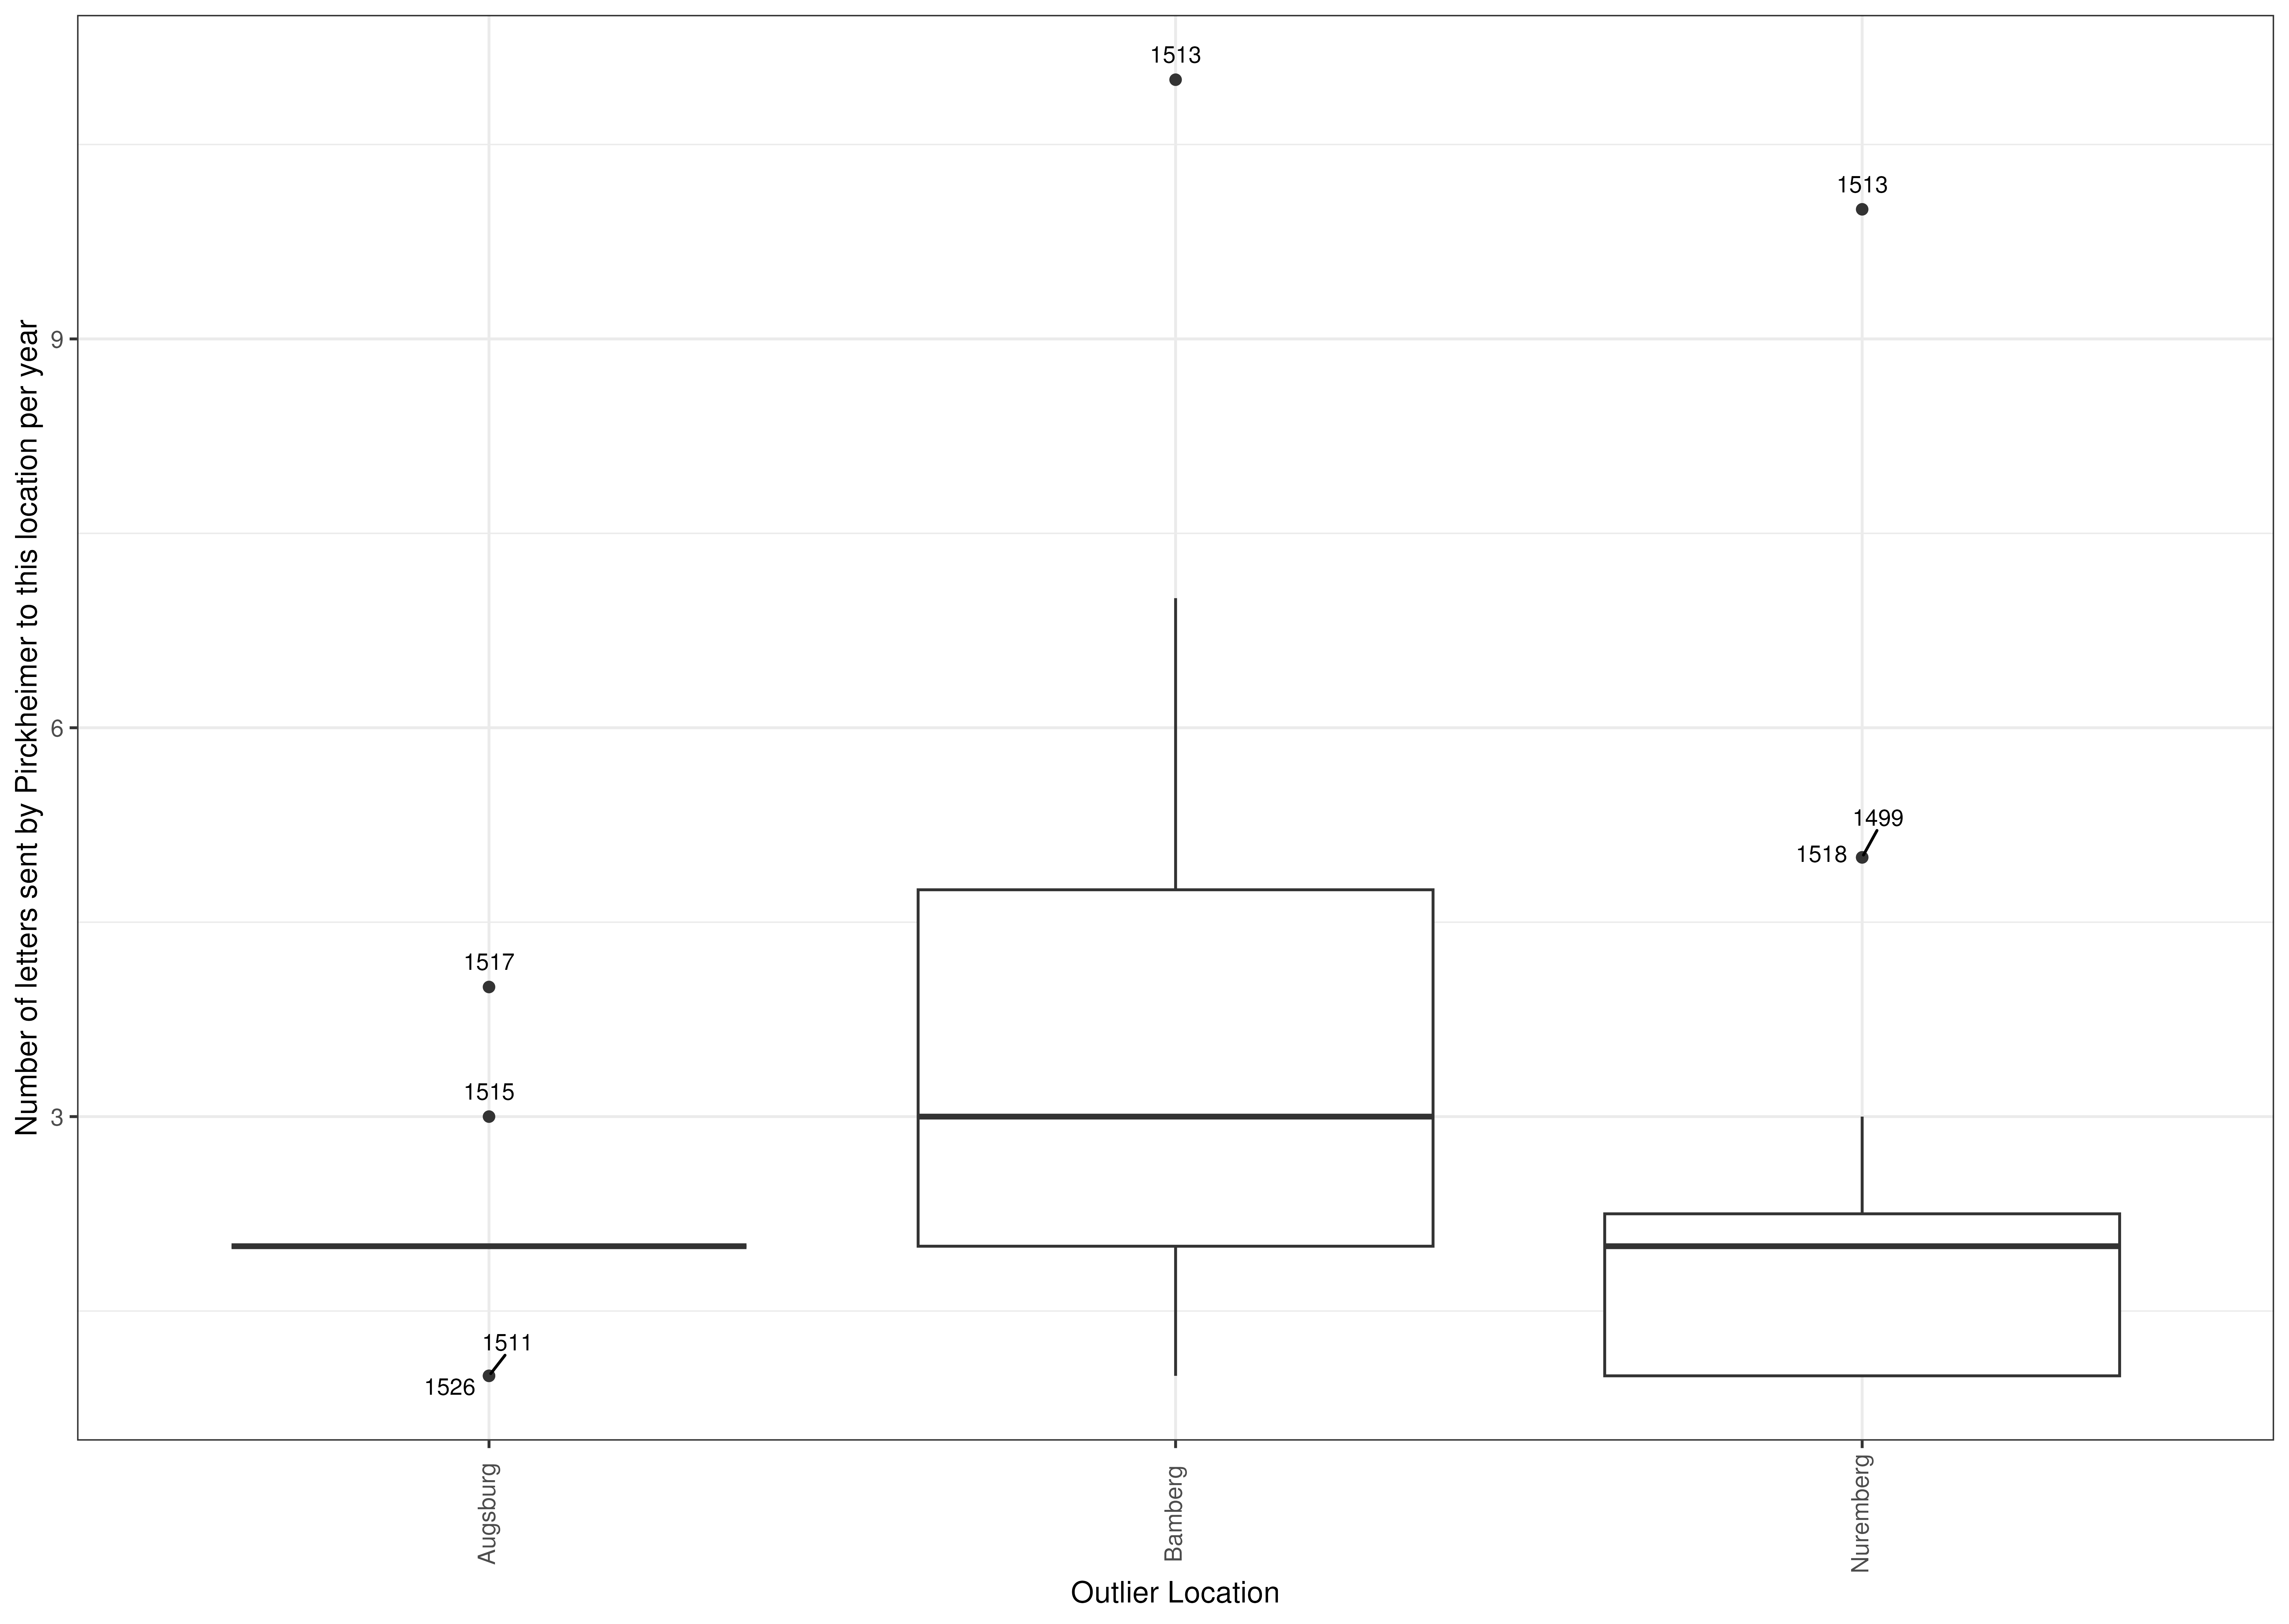 Number of letters sent by Pirckheimer to this location per year
9
6
3
1513
1513
1499
1518
1517
1515
1511
1526
Augsburg
Bamberg
Nuremberg
Outlier Location